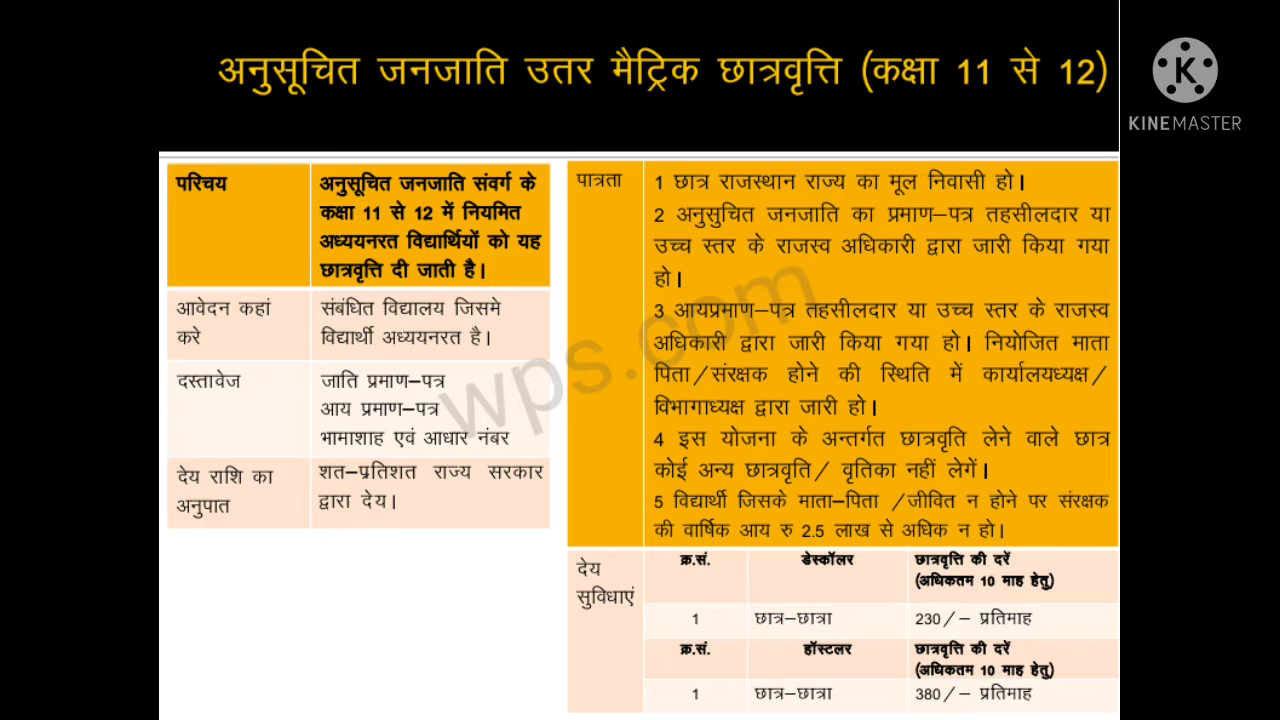 अनुसूचित जनजाति उतर मैट्रिक छात्रवृत्ति (कक्षा 11 से 12)
K
KINEMASTER
परिचय
अनुसूचित जनजाति संवर्ग के
कक्षा 11 से 12 में नियमित
अध्ययनरत विद्यार्थियों को यह
छात्रवृत्ति दी जाती है।
आवेदन कहां
करे
संबंधित विद्यालय जिसमे
विद्यार्थी अध्ययनरत है।
दस्तावेज
जाति प्रमाण–पत्र
आय प्रमाण–पत्र
भामाशाह एवं आधार नंबर
देय राशि का
अनुपात
शत–प्रतिशत राज्य सरकार
द्वारा देय।
पात्रता
1 छात्र राजस्थान राज्य का मूल निवासी हो।
2 अनुसुचित जनजाति का प्रमाण–पत्र तहसीलदार या
उच्च स्तर के राजस्व अधिकारी द्वारा जारी किया गया
हो।
3 आयप्रमाण–पत्र तहसीलदार या उच्च स्तर के राजस्व
अधिकारी द्वारा जारी किया गया हो। नियोजित माता
पिता/संरक्षक होने की स्थिति में कार्यालयध्यक्ष/
विभागाध्यक्ष द्वारा जारी हो।
4 इस योजना के अन्तर्गत छात्रवृति लेने वाले छात्र
कोई अन्य छात्रवृति/ वृतिका नहीं लेगें।
5 विद्यार्थी जिसके माता–पिता /जीवित न होने पर संरक्षक
की वार्षिक आय रु 2.5 लाख से अधिक न हो।
देय
सुविधाएं
क्र.सं. डेस्कॉलर छात्रवृत्ति की दरें
(अधिकतम 10 माह हेतु)
1 छात्र–छात्रा 230/– प्रतिमाह
क्र.सं. हॉस्टलर छात्रवृत्ति की दरें
(अधिकतम 10 माह हेतु)
1 छात्र–छात्रा 380/– प्रतिमाह
wps.com